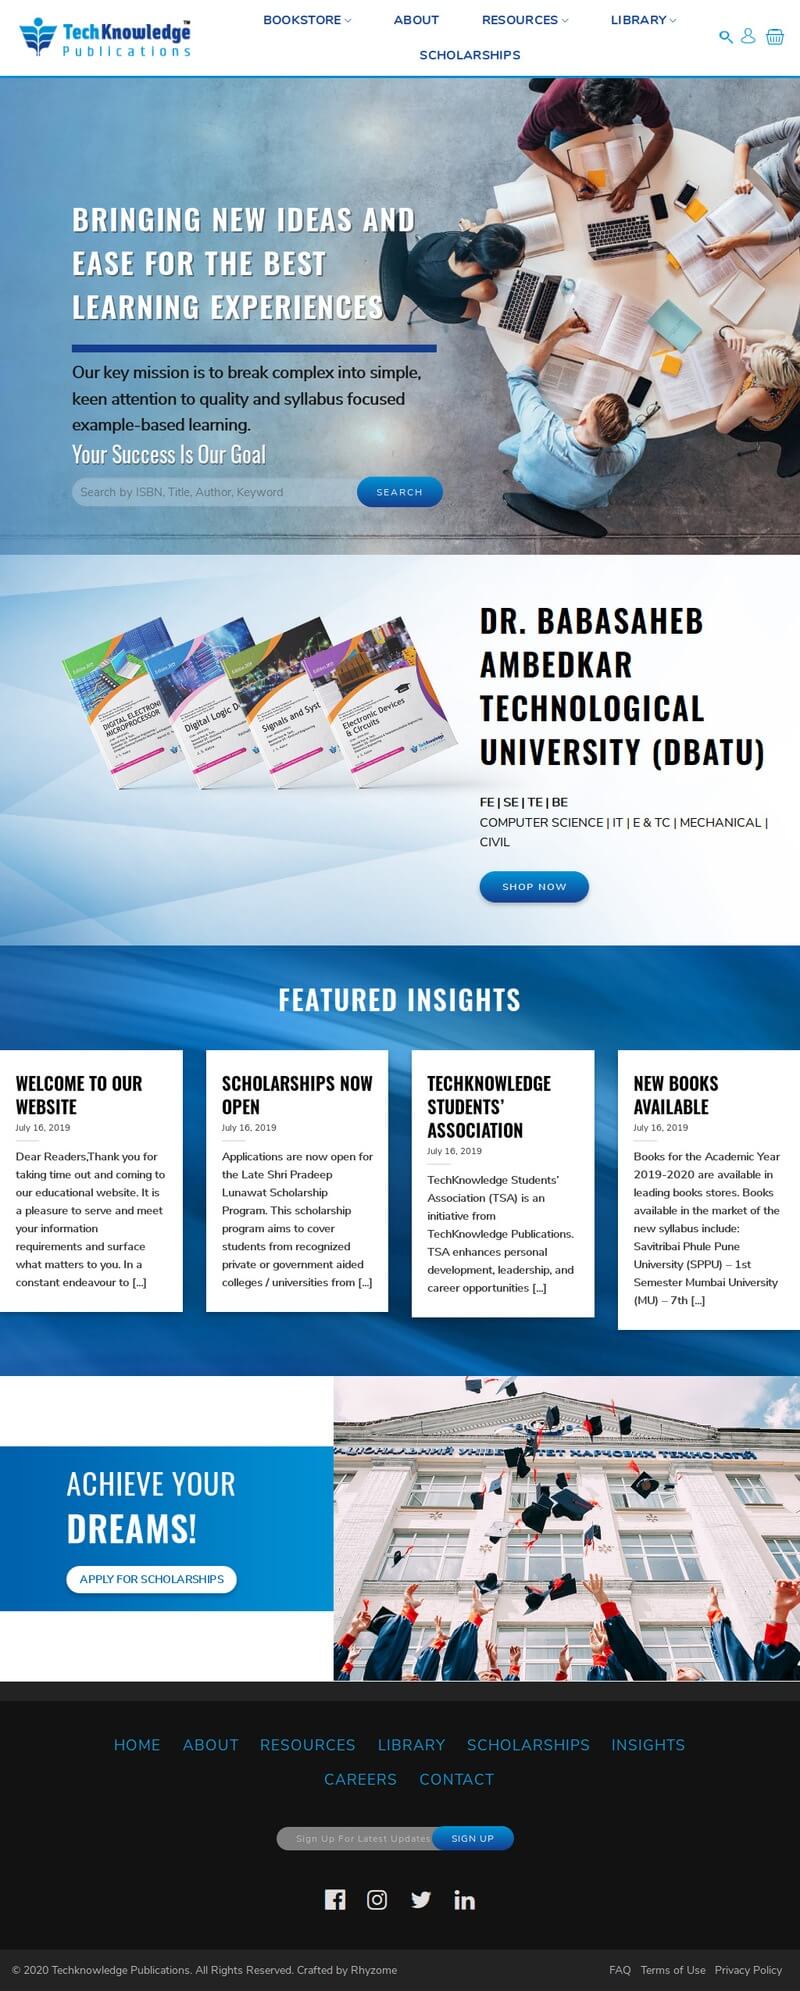 TechKnowledge™
Publications
BOOKSTORE
ABOUT
RESOURCES
LIBRARY
SCHOLARSHIPS
BRINGING NEW IDEAS AND
EASE FOR THE BEST
LEARNING EXPERIENCES
Our key mission is to break complex into simple,
keen attention to quality and syllabus focused
example-based learning.
Your Success Is Our Goal
Search by ISBN, Title, Author, Keyword
SEARCH
DIGITAL ELECTRONI
MICROPROCESSOR
Digital Logic D
Signals and Syst
Electronic Devices
& Circuits
DR. BABASAHEB
AMBEDKAR
TECHNOLOGICAL
UNIVERSITY (DBATU)
FE | SE | TE | BE
COMPUTER SCIENCE | IT | E & TC | MECHANICAL |
CIVIL
SHOP NOW
FEATURED INSIGHTS
WELCOME TO OUR
WEBSITE
July 16, 2019
Dear Readers,Thank you for
taking time out and coming to
our educational website. It is
a pleasure to serve and meet
your information
requirements and surface
what matters to you. In a
constant endeavour to [...]
SCHOLARSHIPS NOW
OPEN
July 16, 2019
Applications are now open for
the Late Shri Pradeep
Lunawat Scholarship
Program. This scholarship
program aims to cover
students from recognized
private or government aided
colleges / universities from [...]
TECHKNOWLEDGE
STUDENTS’
ASSOCIATION
July 16, 2019
TechKnowledge Students’
Association (TSA) is an
initiative from
TechKnowledge Publications.
TSA enhances personal
development, leadership, and
career opportunities [...]
NEW BOOKS
AVAILABLE
July 16, 2019
Books for the Academic Year
2019-2020 are available in
leading books stores. Books
available in the market of the
new syllabus include:
Savitribai Phule Pune
University (SPPU) – 1st
Semester Mumbai University
(MU) – 7th [...]
ACHIEVE YOUR
DREAMS!
APPLY FOR SCHOLARSHIPS
ХАРЧОВИХ ТЕХНОЛОГІЙ
HOME ABOUT RESOURCES LIBRARY SCHOLARSHIPS INSIGHTS
CAREERS CONTACT
Sign Up For Latest Updates
SIGN UP
© 2020 Techknowledge Publications. All Rights Reserved. Crafted by Rhyzome
FAQ Terms of Use Privacy Policy